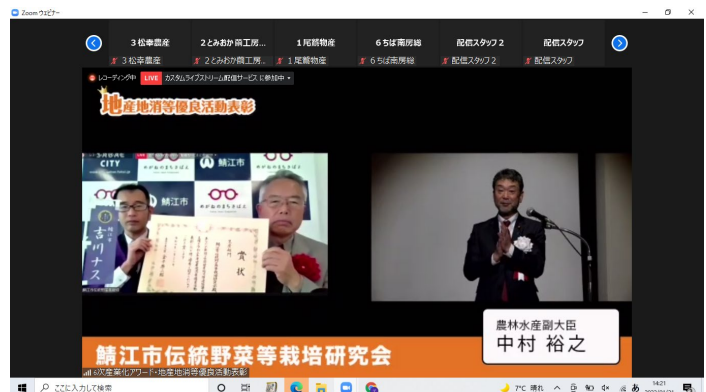 Zoom ウェビナー
3 松幸農産
2 とみおか繭工房...
1 尾鷲物産
6 ちば南房総
配信スタッフ 2
配信スタッフ
3 松幸農産
2 とみおか繭工房...
1 尾鷲物産
6 ちば南房総
配信スタッフ 2
配信スタッフ
レコーディング中
LIVE
カスタムライブストリーム配信サービス に参加中
地産地消等優良活動表彰
CITY
めがねのまちさばえ
鯖江市
鯖江市
吉川ナス
賞状
農林水産副大臣
中村 裕之
鯖江市伝統野菜等栽培研究会
6次産業化アワード・地産地消等優良活動表彰
ここに入力して検索
7°C 晴れ
あ
14:21